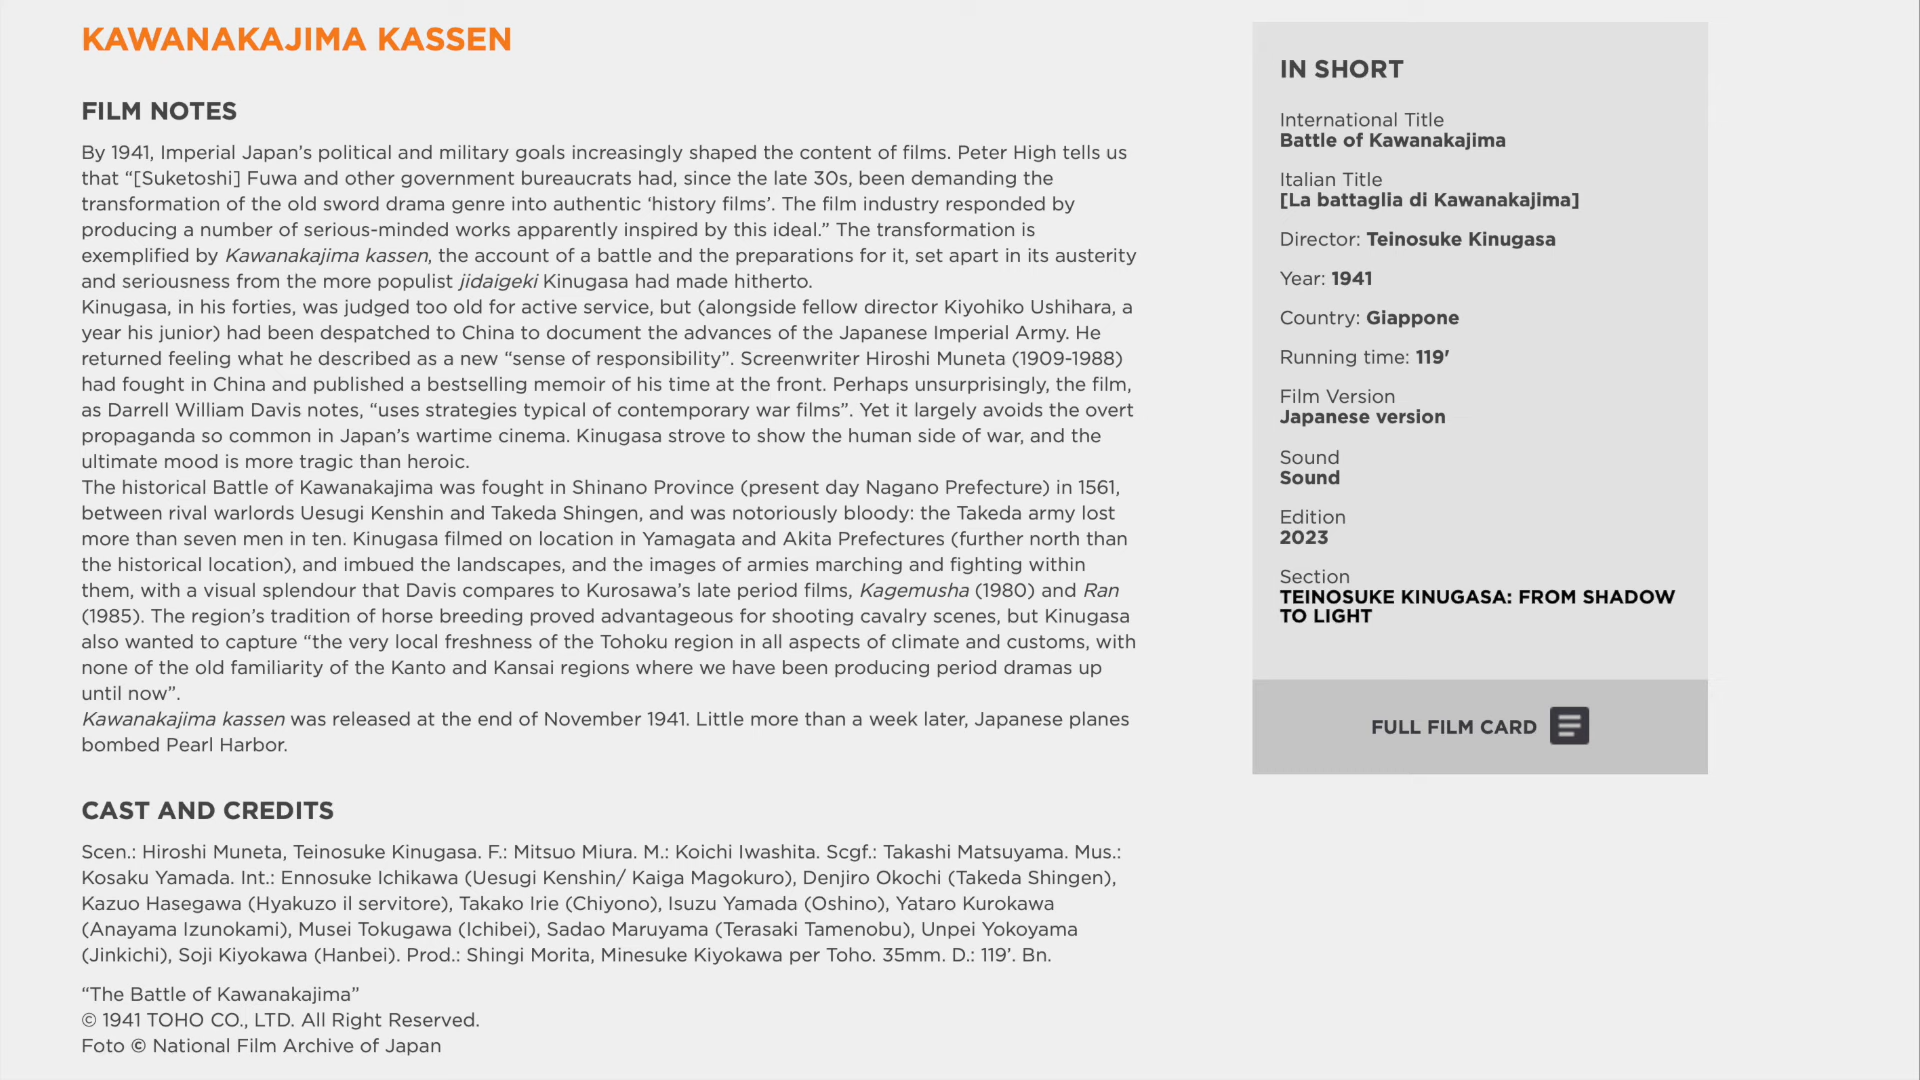 KAWANAKAJIMA KASSEN
FILM NOTES
By 1941, Imperial Japan’s political and military goals increasingly shaped the content of films. Peter High tells us
that “[Suketoshi] Fuwa and other government bureaucrats had, since the late 30s, been demanding the
transformation of the old sword drama genre into authentic ‘history films’. The film industry responded by
producing a number of serious-minded works apparently inspired by this ideal.” The transformation is
exemplified by Kawanakajima kassen, the account of a battle and the preparations for it, set apart in its austerity
and seriousness from the more populist jidaigeki Kinugasa had made hitherto.
Kinugasa, in his forties, was judged too old for active service, but (alongside fellow director Kiyohiko Ushihara, a
year his junior) had been despatched to China to document the advances of the Japanese Imperial Army. He
returned feeling what he described as a new “sense of responsibility”. Screenwriter Hiroshi Muneta (1909-1988)
had fought in China and published a bestselling memoir of his time at the front. Perhaps unsurprisingly, the film,
as Darrell William Davis notes, “uses strategies typical of contemporary war films”. Yet it largely avoids the overt
propaganda so common in Japan’s wartime cinema. Kinugasa strove to show the human side of war, and the
ultimate mood is more tragic than heroic.
The historical Battle of Kawanakajima was fought in Shinano Province (present day Nagano Prefecture) in 1561,
between rival warlords Uesugi Kenshin and Takeda Shingen, and was notoriously bloody: the Takeda army lost
more than seven men in ten. Kinugasa filmed on location in Yamagata and Akita Prefectures (further north than
the historical location), and imbued the landscapes, and the images of armies marching and fighting within
them, with a visual splendour that Davis compares to Kurosawa’s late period films, Kagemusha (1980) and Ran
(1985). The region’s tradition of horse breeding proved advantageous for shooting cavalry scenes, but Kinugasa
also wanted to capture “the very local freshness of the Tohoku region in all aspects of climate and customs, with
none of the old familiarity of the Kanto and Kansai regions where we have been producing period dramas up
until now”.
Kawanakajima kassen was released at the end of November 1941. Little more than a week later, Japanese planes
bombed Pearl Harbor.
CAST AND CREDITS
Scen.: Hiroshi Muneta, Teinosuke Kinugasa. F.: Mitsuo Miura. M.: Koichi Iwashita. Scgf.: Takashi Matsuyama. Mus.:
Kosaku Yamada. Int.: Ennosuke Ichikawa (Uesugi Kenshin/ Kaiga Magokuro), Denjiro Okochi (Takeda Shingen),
Kazuo Hasegawa (Hyakuzo il servitore), Takako Irie (Chiyono), Isuzu Yamada (Oshino), Yataro Kurokawa
(Anayama Izunokami), Musei Tokugawa (Ichibei), Sadao Maruyama (Terasaki Tamenobu), Unpei Yokoyama
(Jinkichi), Soji Kiyokawa (Hanbei). Prod.: Shingi Morita, Minesuke Kiyokawa per Toho. 35mm. D.: 119’. Bn.
“The Battle of Kawanakajima”
© 1941 TOHO CO., LTD. All Right Reserved.
Foto © National Film Archive of Japan
IN SHORT
International Title
Battle of Kawanakajima
Italian Title
[La battaglia di Kawanakajima]
Director: Teinosuke Kinugasa
Year: 1941
Country: Giappone
Running time: 119'
Film Version
Japanese version
Sound
Sound
Edition
2023
Section
TEINOSUKE KINUGASA: FROM SHADOW
TO LIGHT
FULL FILM CARD